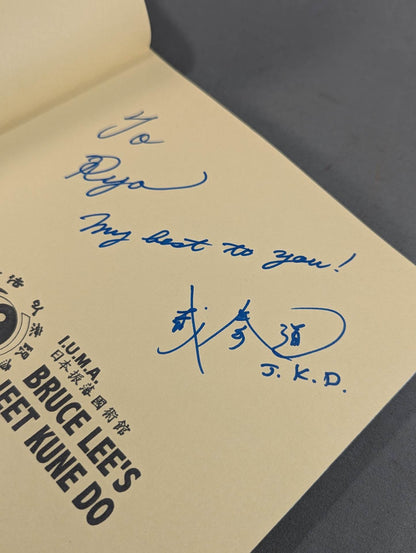 To
Ryo
My best to you!
截拳道
J.K.D.
I.U.M.A.
日本振藩國術館
BRUCE LEE'S
JEET KUNE DO